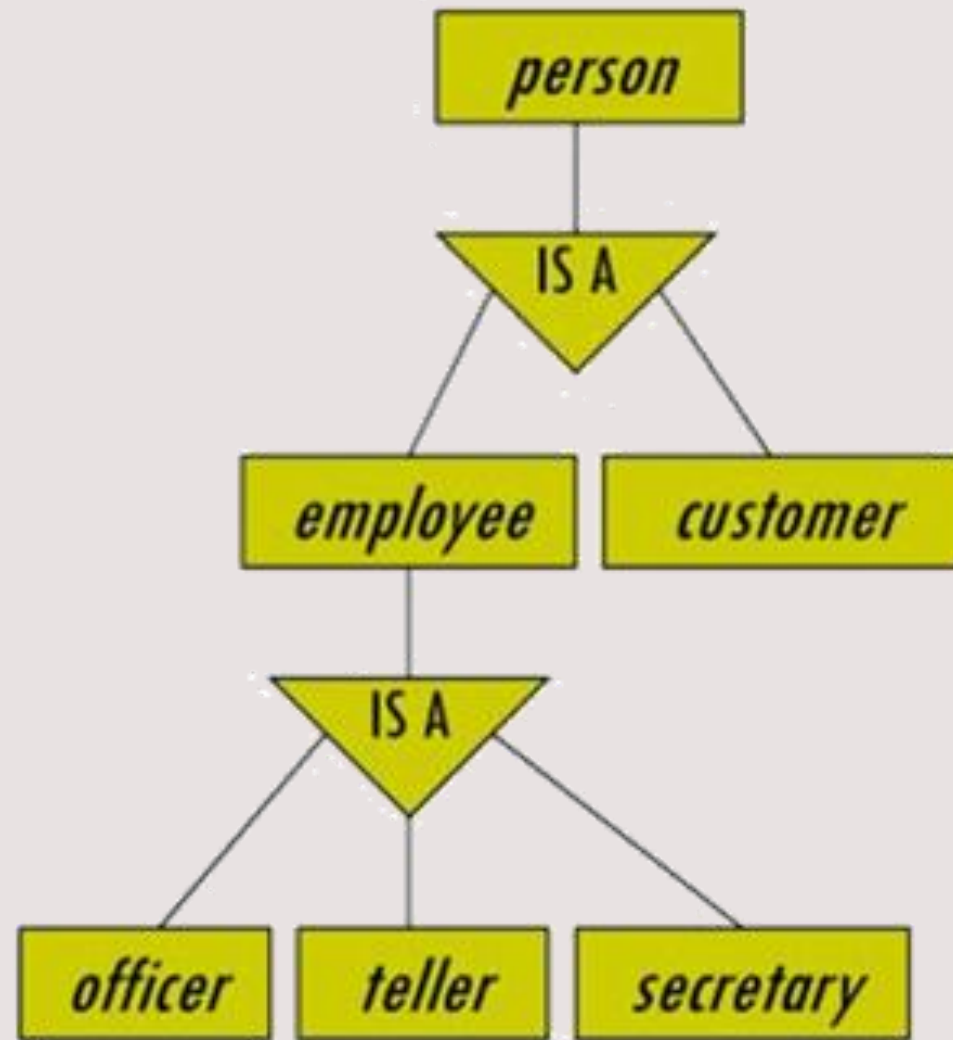 person
IS A
employee
customer
IS A
officer
teller
secretary